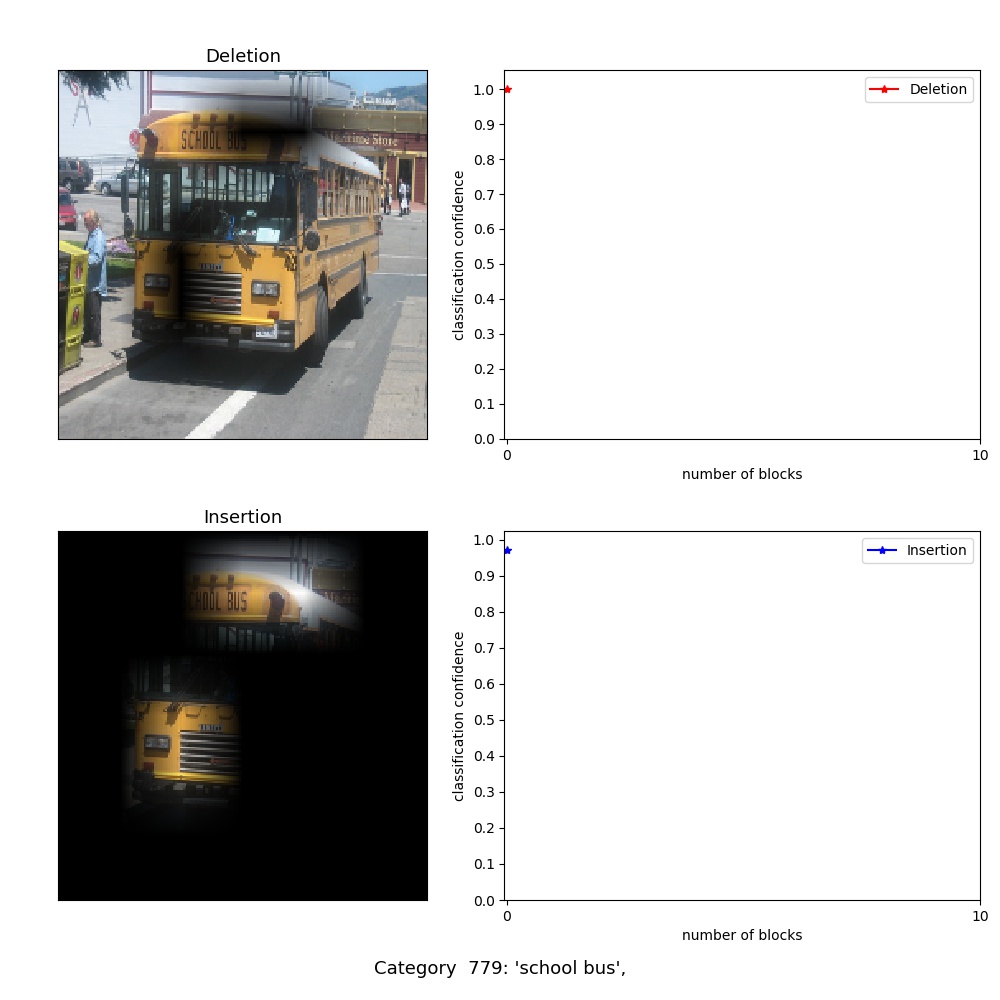 Deletion
SCHOOL BUS
Store
1.0
0.9
0.8
0.7
0.6
0.5
0.4
0.3
0.2
0.1
0.0
classification confidence
Deletion
0
10
number of blocks
Insertion
CHOOL BUS
1.0
0.9
0.8
0.7
0.6
0.5
0.4
0.3
0.2
0.1
0.0
classification confidence
Insertion
0
10
number of blocks
Category  779: 'school bus',